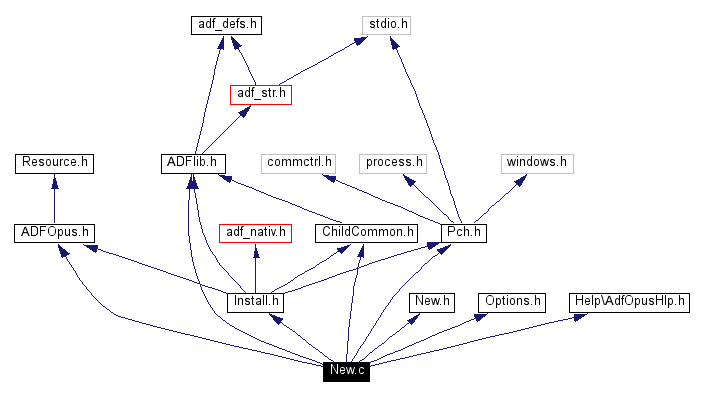 adf_defs.h
stdio.h
adf_str.h
Resource.h
ADFlib.h
commctrl.h
process.h
windows.h
ADFOpus.h
adf_nativ.h
ChildCommon.h
Pch.h
Install.h
New.h
Options.h
Help\AdfOpusHlp.h
New.c